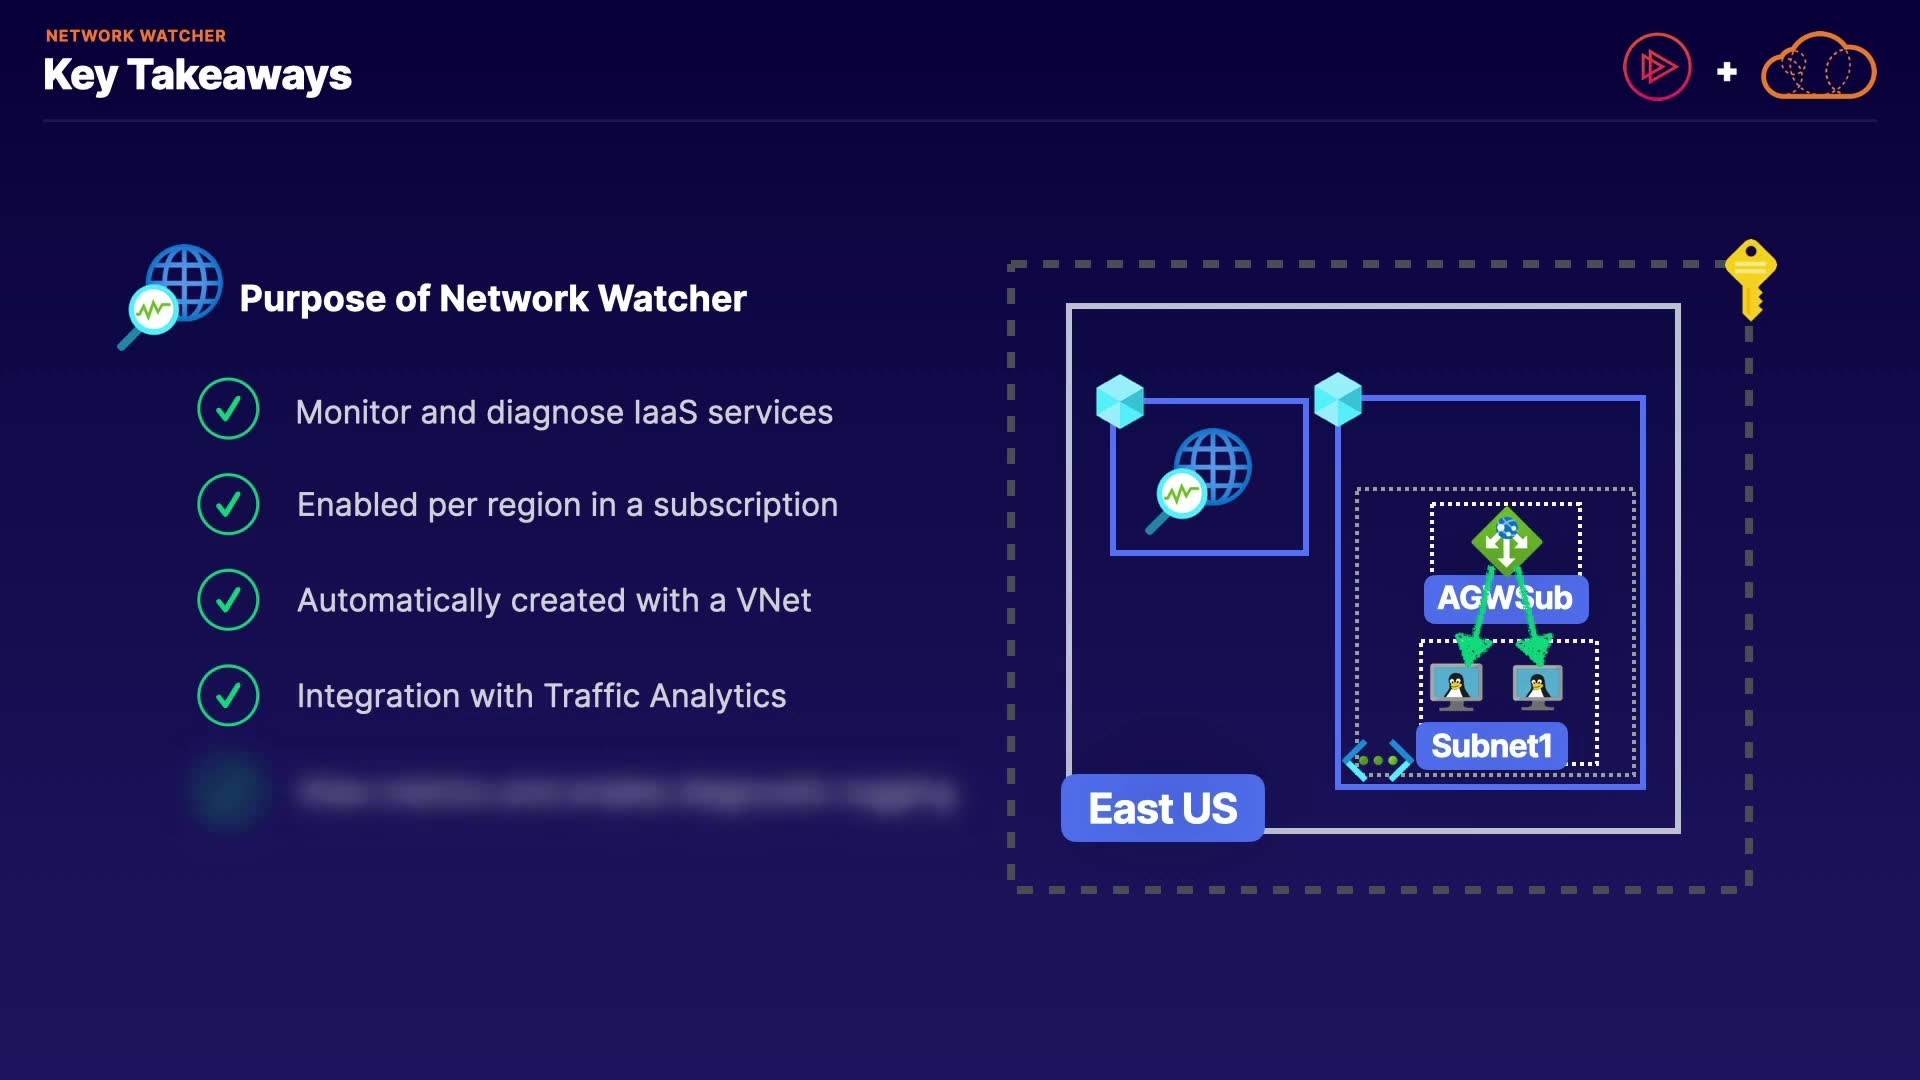 NETWORK WATCHER
Key Takeaways
Purpose of Network Watcher
Monitor and diagnose IaaS services
Enabled per region in a subscription
Automatically created with a VNet
Integration with Traffic Analytics
AGWSub
Subnet1
East US